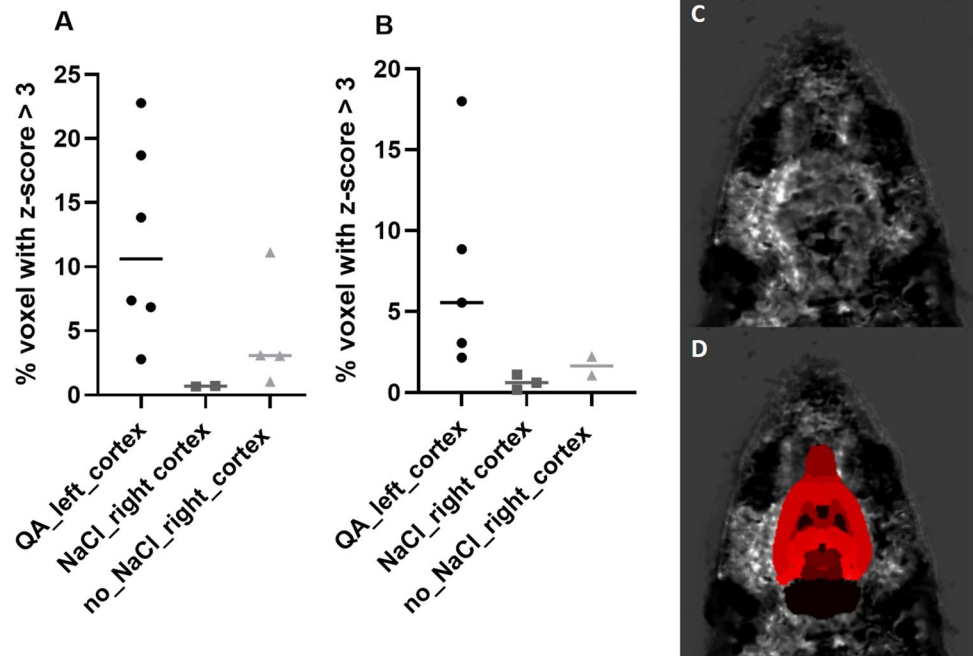 A
% voxel with z-score > 3
25
20
15
10
5
0
QA_left_cortex
NaCl_right cortex
no_NaCl_right_cortex
B
% voxel with z-score > 3
20
15
10
5
0
QA_left_cortex
NaCl_right cortex
no_NaCl_right_cortex
C
D